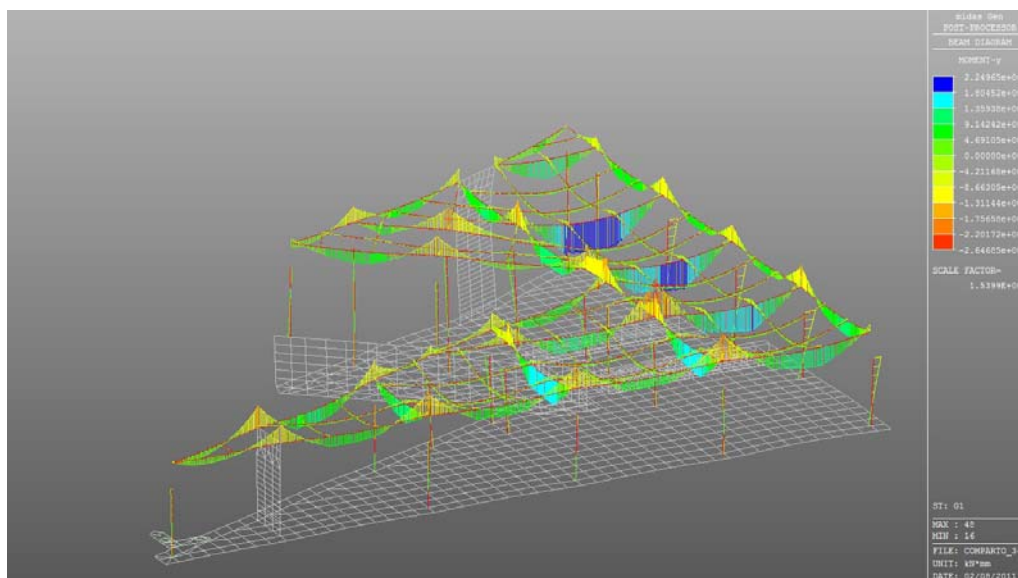 midas Gen
POST-PROCESSOR
BEAM DIAGRAM
MOMENT-y
2.24965e+0
1.80452e+0
1.35938e+0
9.14242e+0
4.69105e+0
0.00000e+0
-4.21168e+0
-8.66305e+0
-1.31144e+0
-1.75658e+0
-2.20172e+0
-2.64685e+0
SCALE FACTOR=
1.5399E+0
ST: G1
MAX : 48
MIN : 16
FILE: COMPARTO_3
UNIT: kN*mm
DATE: 02/08/2011